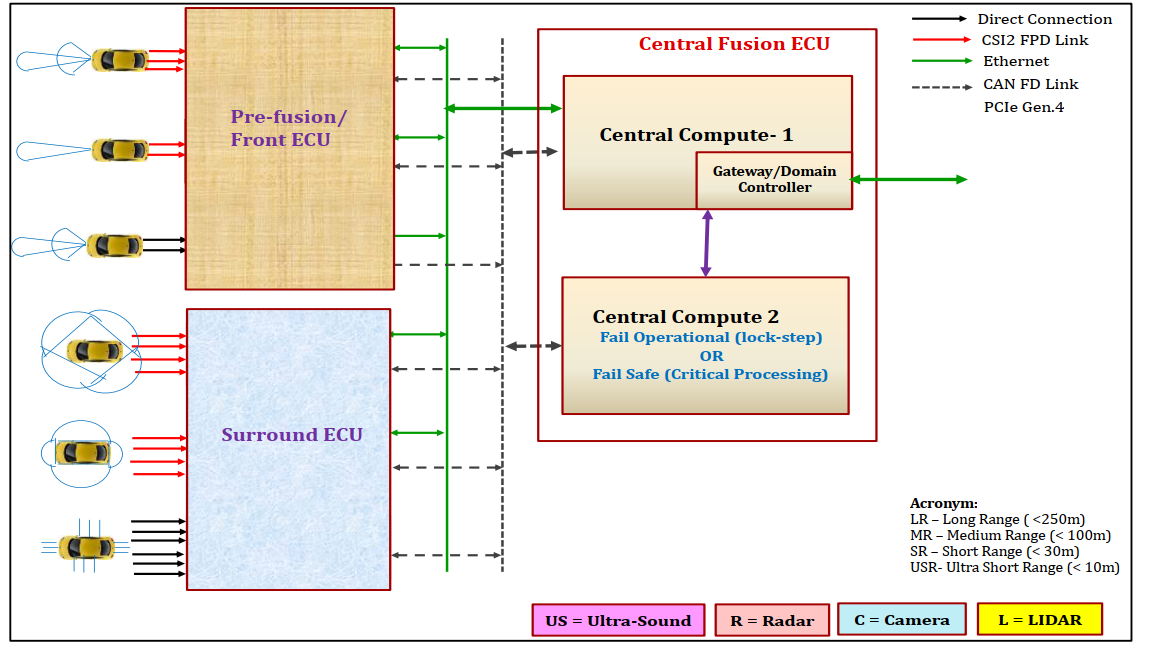 Central Fusion ECU
Direct Connection
CSI2 FPD Link
Ethernet
CAN FD Link
PCIe Gen.4
Pre-fusion/
Front ECU
Central Compute- 1
Gateway/Domain
Controller
Central Compute 2
Fail Operational (lock-step)
OR
Fail Safe (Critical Processing)
Surround ECU
Acronym:
LR – Long Range ( <250m)
MR – Medium Range (< 100m)
SR – Short Range (< 30m)
USR- Ultra Short Range (< 10m)
US = Ultra-Sound
R = Radar
C = Camera
L = LIDAR